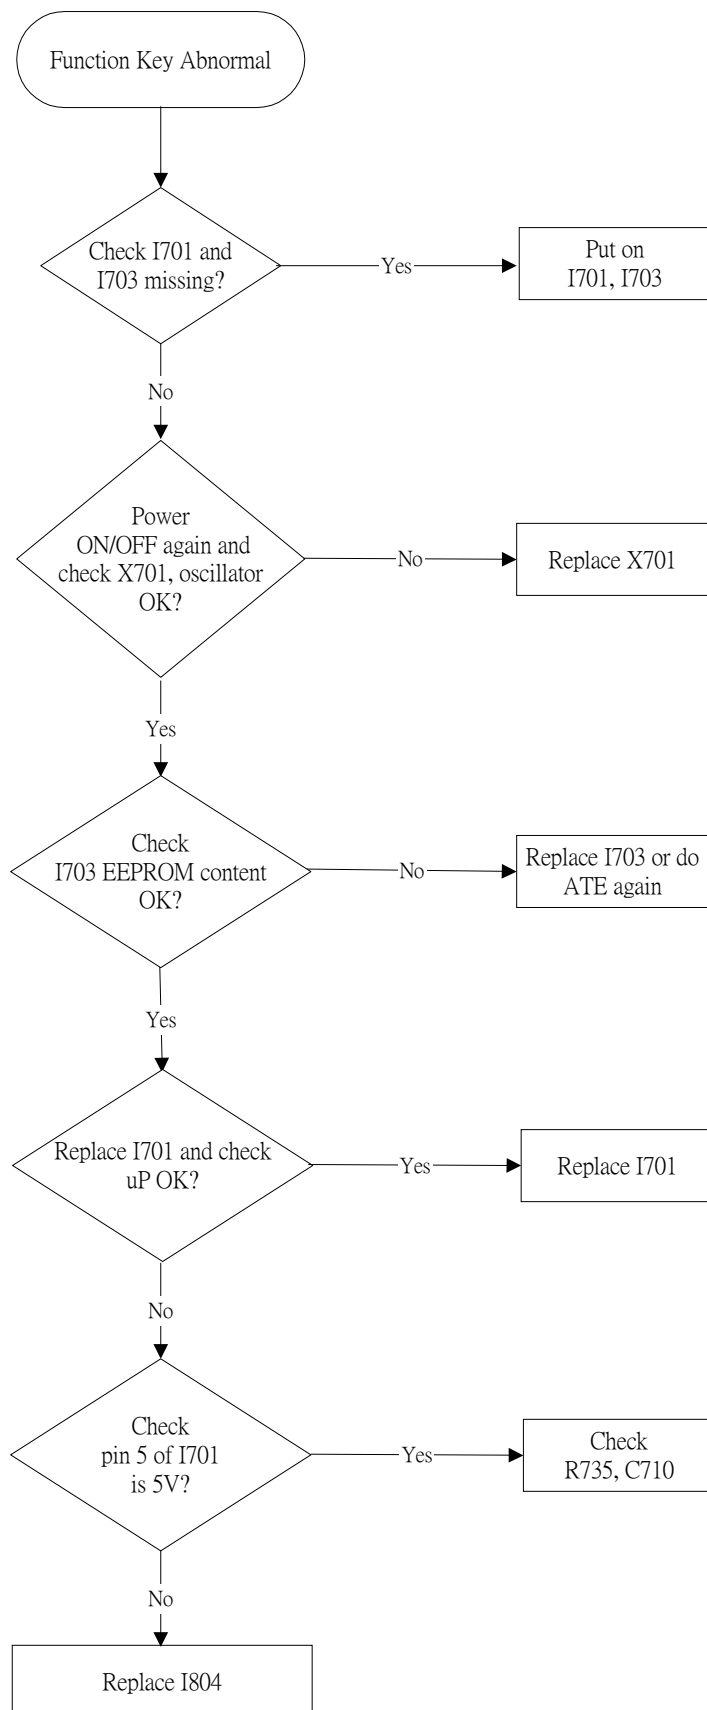 Function Key Abnormal
Check I701 and
I703 missing?
Yes
Put on
I701, I703
No
Power
ON/OFF again and
check X701, oscillator
OK?
No
Replace X701
Yes
Check
I703 EEPROM content
OK?
No
Replace I703 or do
ATE again
Yes
Replace I701 and check
uP OK?
Yes
Replace I701
No
Check
pin 5 of I701
is 5V?
Yes
Check
R735, C710
No
Replace I804